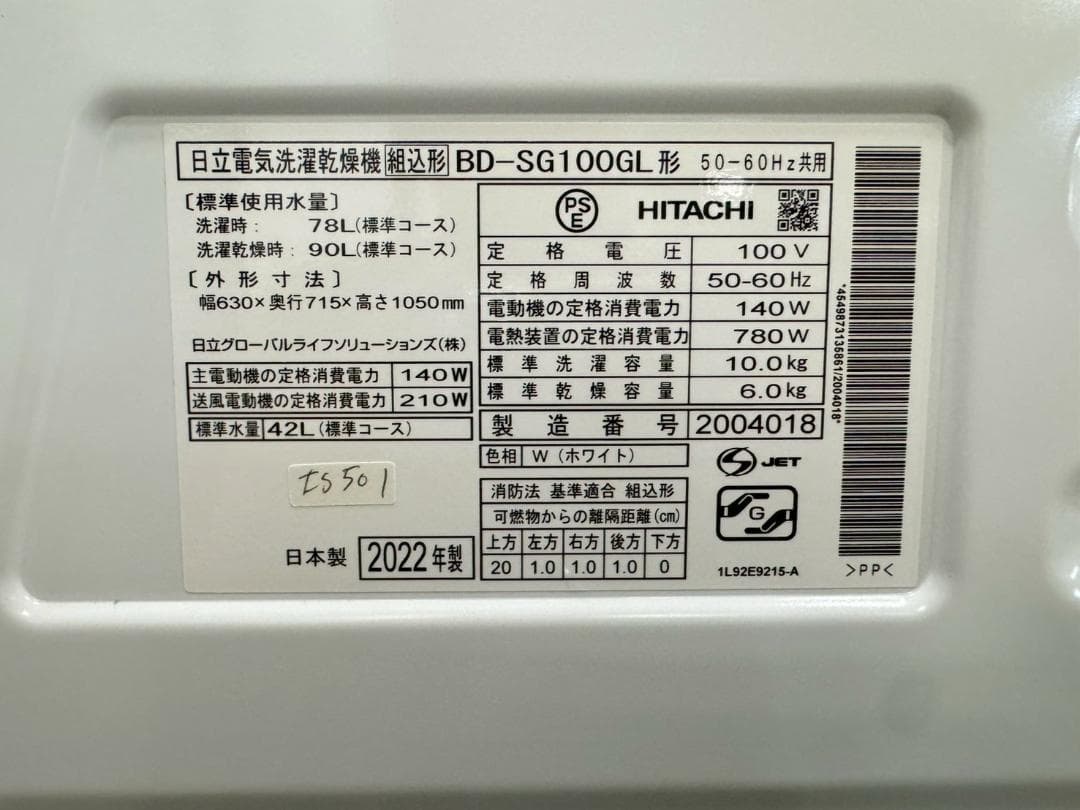 日立電気洗濯乾燥機 組込形 BD-SG100GL形 50-60Hz共用
〔標準使用水量〕
洗濯時： 78L(標準コース)
洗濯乾燥時： 90L(標準コース)
〔外形寸法〕
幅630×奥行715×高さ1050mm
日立グローバルライフソリューションズ(株)
主電動機の定格消費電力 140W
送風電動機の定格消費電力 210W
標準水量 42L(標準コース)
IS501
日本製 2022年製
PSE HITACHI
定格電圧 100V
定格周波数 50-60Hz
電動機の定格消費電力 140W
電熱装置の定格消費電力 780W
標準洗濯容量 10.0kg
標準乾燥容量 6.0kg
製造番号 2004018
色相 W（ホワイト）
消防法 基準適合 組込形
可燃物からの離隔距離(cm)
上方 左方 右方 後方 下方
20 1.0 1.0 1.0 0
S JET
G
1L92E9215-A
*4549873135861/2004018*
>PP<